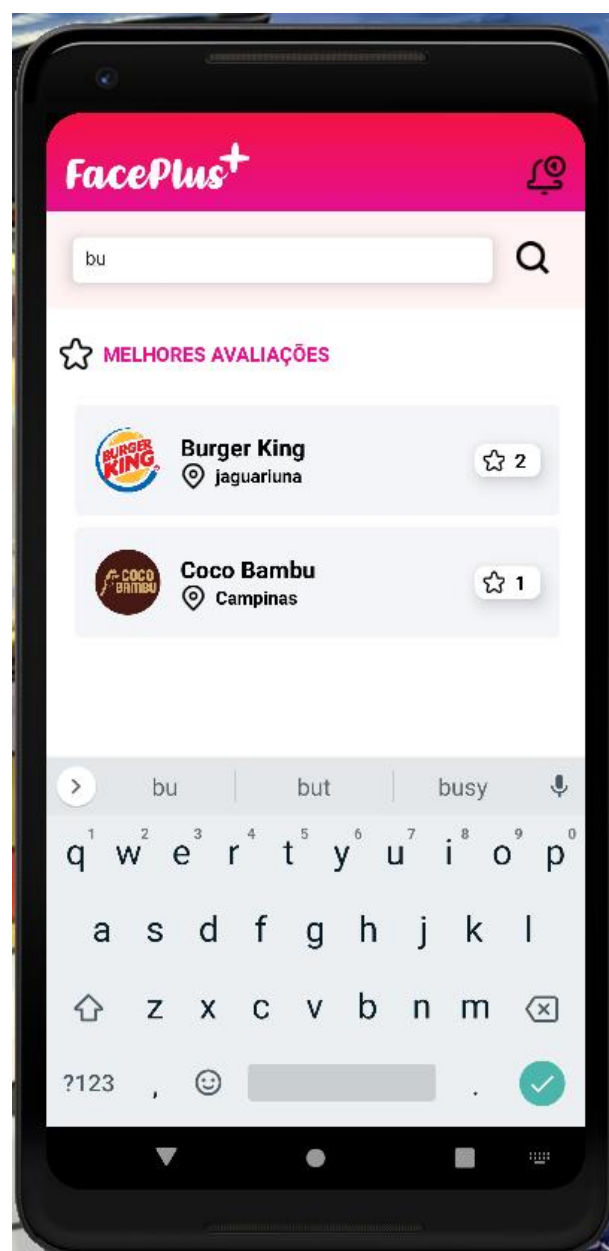 FacePlus+
bu
MELHORES AVALIAÇÕES
BURGER
KING
Burger King
jaguariuna
2
COCO
BAMBU
Coco Bambu
Campinas
1
bu but busy
1 2 3 4 5 6 7 8 9 0
q w e r t y u i o p
a s d f g h j k l
z x c v b n m
?123 , .